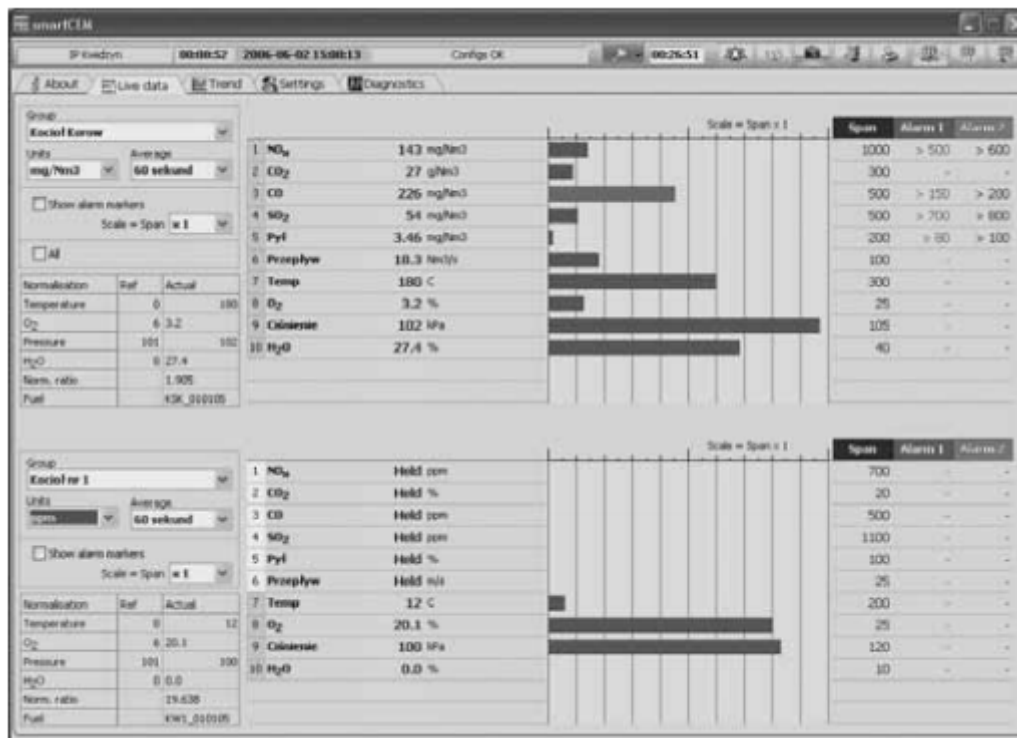 smartCEM
IP Kwidzyn 00:00:52 2006-06-02 15:00:13 Configs OK 00:26:51
About Live data Trend Settings Diagnostics
Group
Kocioł Korow
Units Average
mg/Nm3 60 sekund
Show alarm markers
Scale = Span x 1
All
Normalisation Ref Actual
Temperature 0 180
O2 6 3.2
Pressure 101 102
H2O 0 27.4
Norm. ratio 1.905
Fuel KSK_010105
Scale = Span x 1 Span Alarm 1 Alarm 2
1 NOx 143 mg/Nm3 1000 > 500 > 600
2 CO2 27 g/Nm3 300 - -
3 CO 226 mg/Nm3 500 > 150 > 200
4 SO2 54 mg/Nm3 500 > 700 > 800
5 Pył 3.46 mg/Nm3 200 > 80 > 100
6 Przepływ 18.3 Nm3/s 100 - -
7 Temp 180 C 300 - -
8 O2 3.2 % 25 - -
9 Ciśnienie 102 kPa 105 - -
10 H2O 27.4 % 40 - -
Group
Kocioł nr 1
Units Average
ppm 60 sekund
Show alarm markers
Scale = Span x 1
Normalisation Ref Actual
Temperature 0 12
O2 6 20.1
Pressure 101 100
H2O 0 0.0
Norm. ratio 19.638
Fuel KW1_010105
Scale = Span x 1 Span Alarm 1 Alarm 2
1 NOx Held ppm 700 - -
2 CO2 Held % 20 - -
3 CO Held ppm 500 - -
4 SO2 Held ppm 1100 - -
5 Pył Held % 100 - -
6 Przepływ Held m/s 25 - -
7 Temp 12 C 200 - -
8 O2 20.1 % 25 - -
9 Ciśnienie 100 kPa 120 - -
10 H2O 0.0 % 10 - -